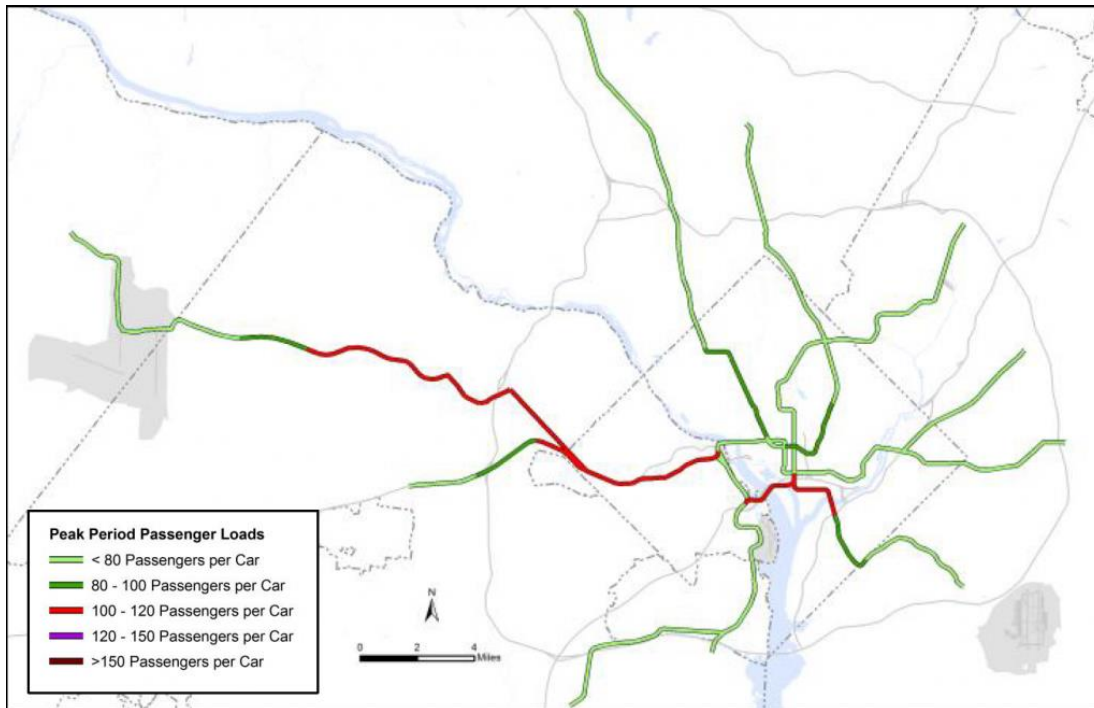 Peak Period Passenger Loads
< 80 Passengers per Car
80 - 100 Passengers per Car
100 - 120 Passengers per Car
120 - 150 Passengers per Car
>150 Passengers per Car
N
0 2 4
Miles